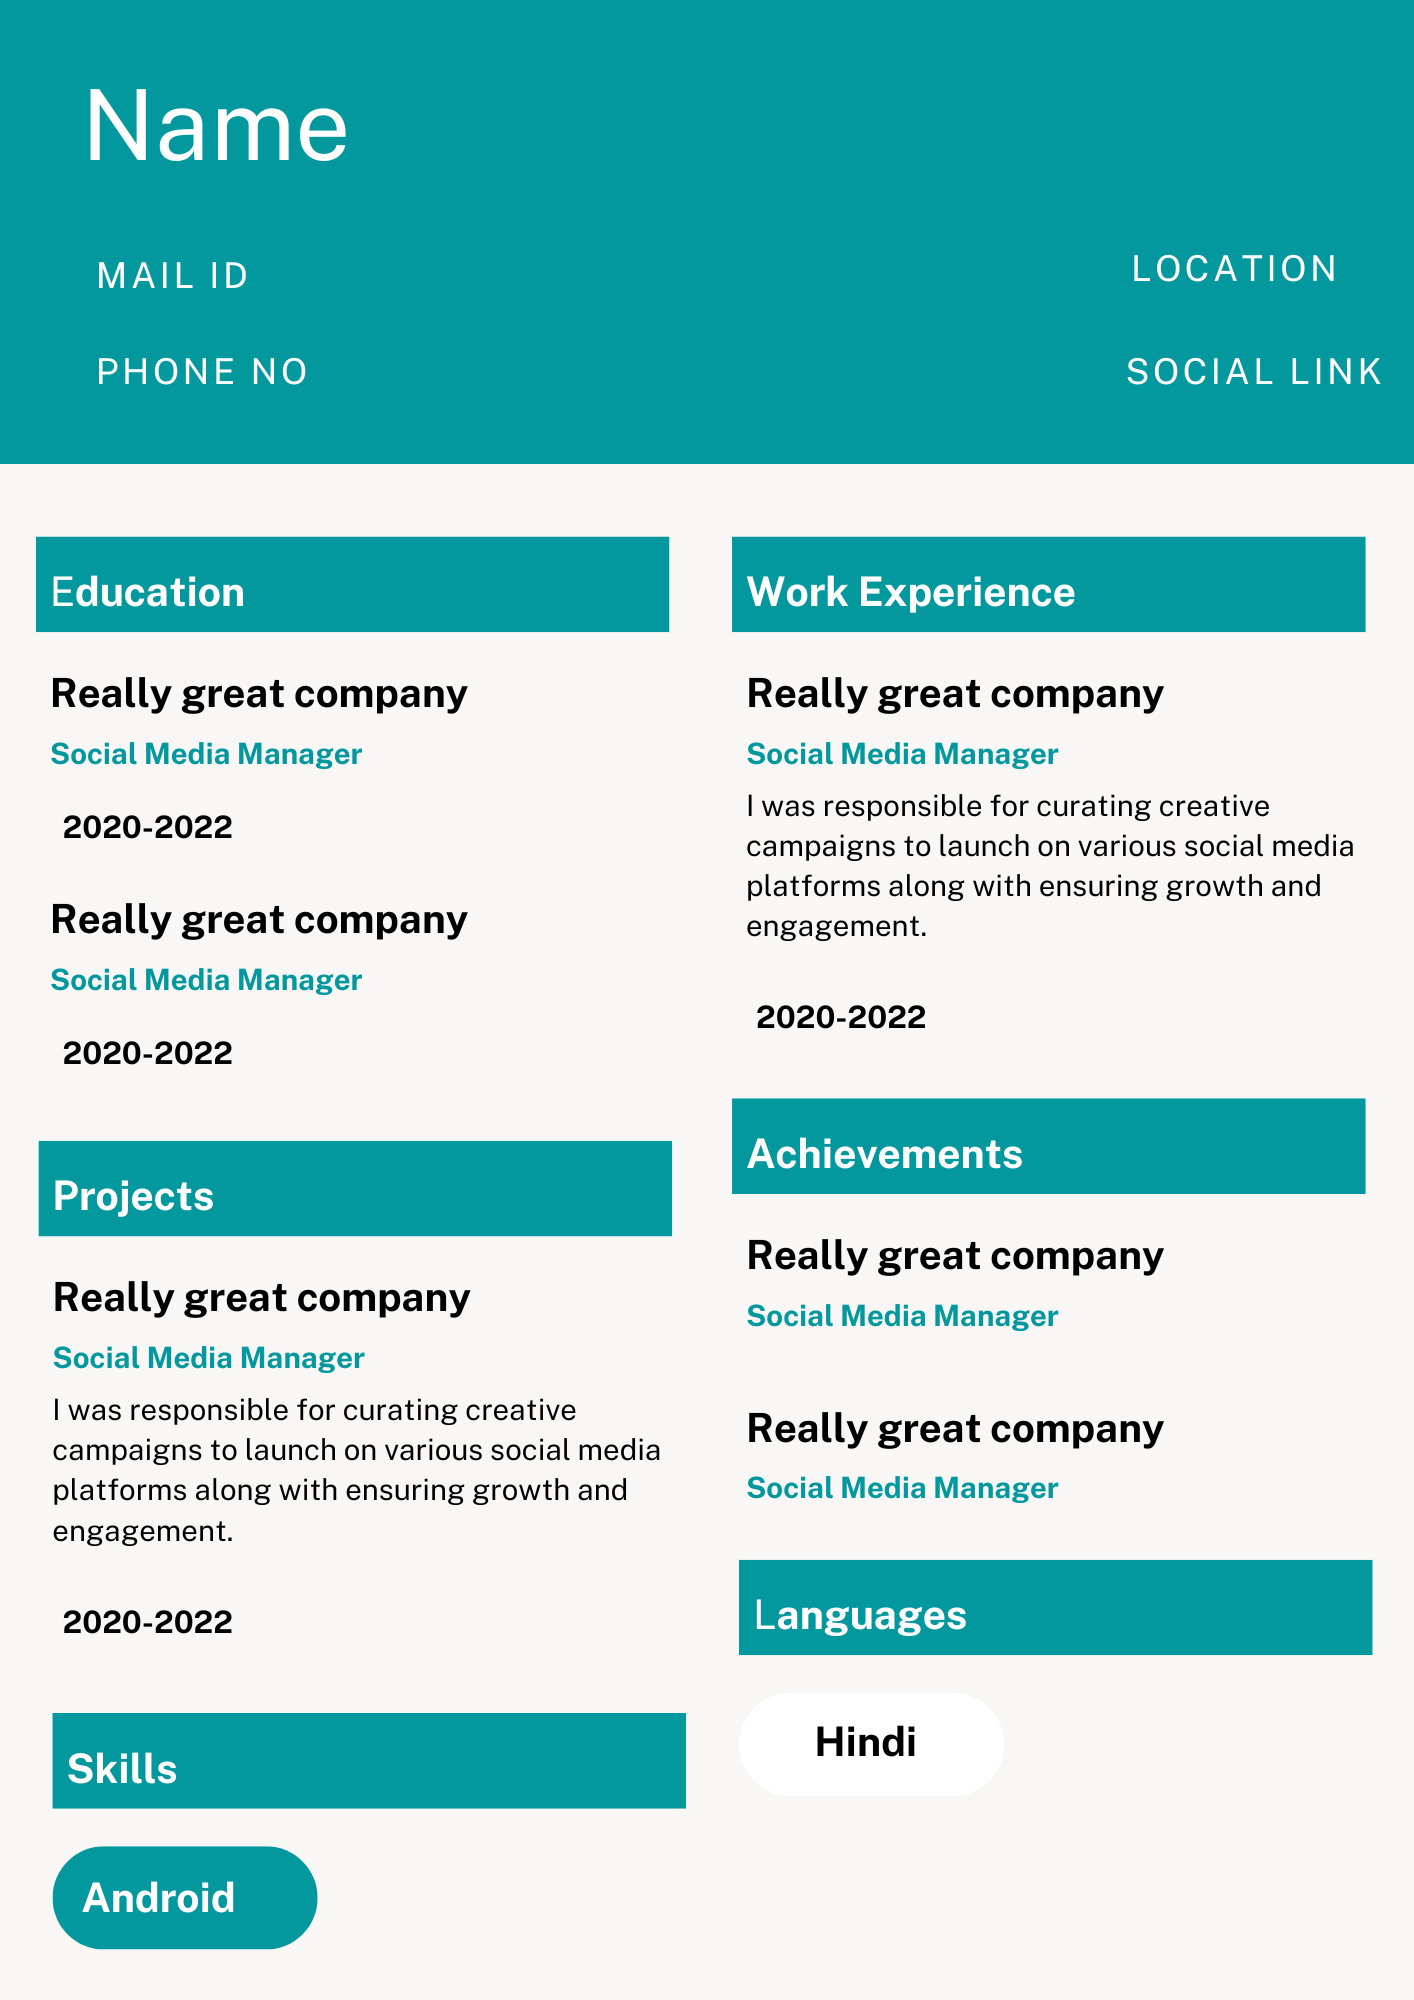 Name
MAIL ID
PHONE NO
LOCATION
SOCIAL LINK
Education
Really great company
Social Media Manager
2020-2022
Really great company
Social Media Manager
2020-2022
Projects
Really great company
Social Media Manager
I was responsible for curating creative
campaigns to launch on various social media
platforms along with ensuring growth and
engagement.
2020-2022
Skills
Android
Work Experience
Really great company
Social Media Manager
I was responsible for curating creative
campaigns to launch on various social media
platforms along with ensuring growth and
engagement.
2020-2022
Achievements
Really great company
Social Media Manager
Really great company
Social Media Manager
Languages
Hindi